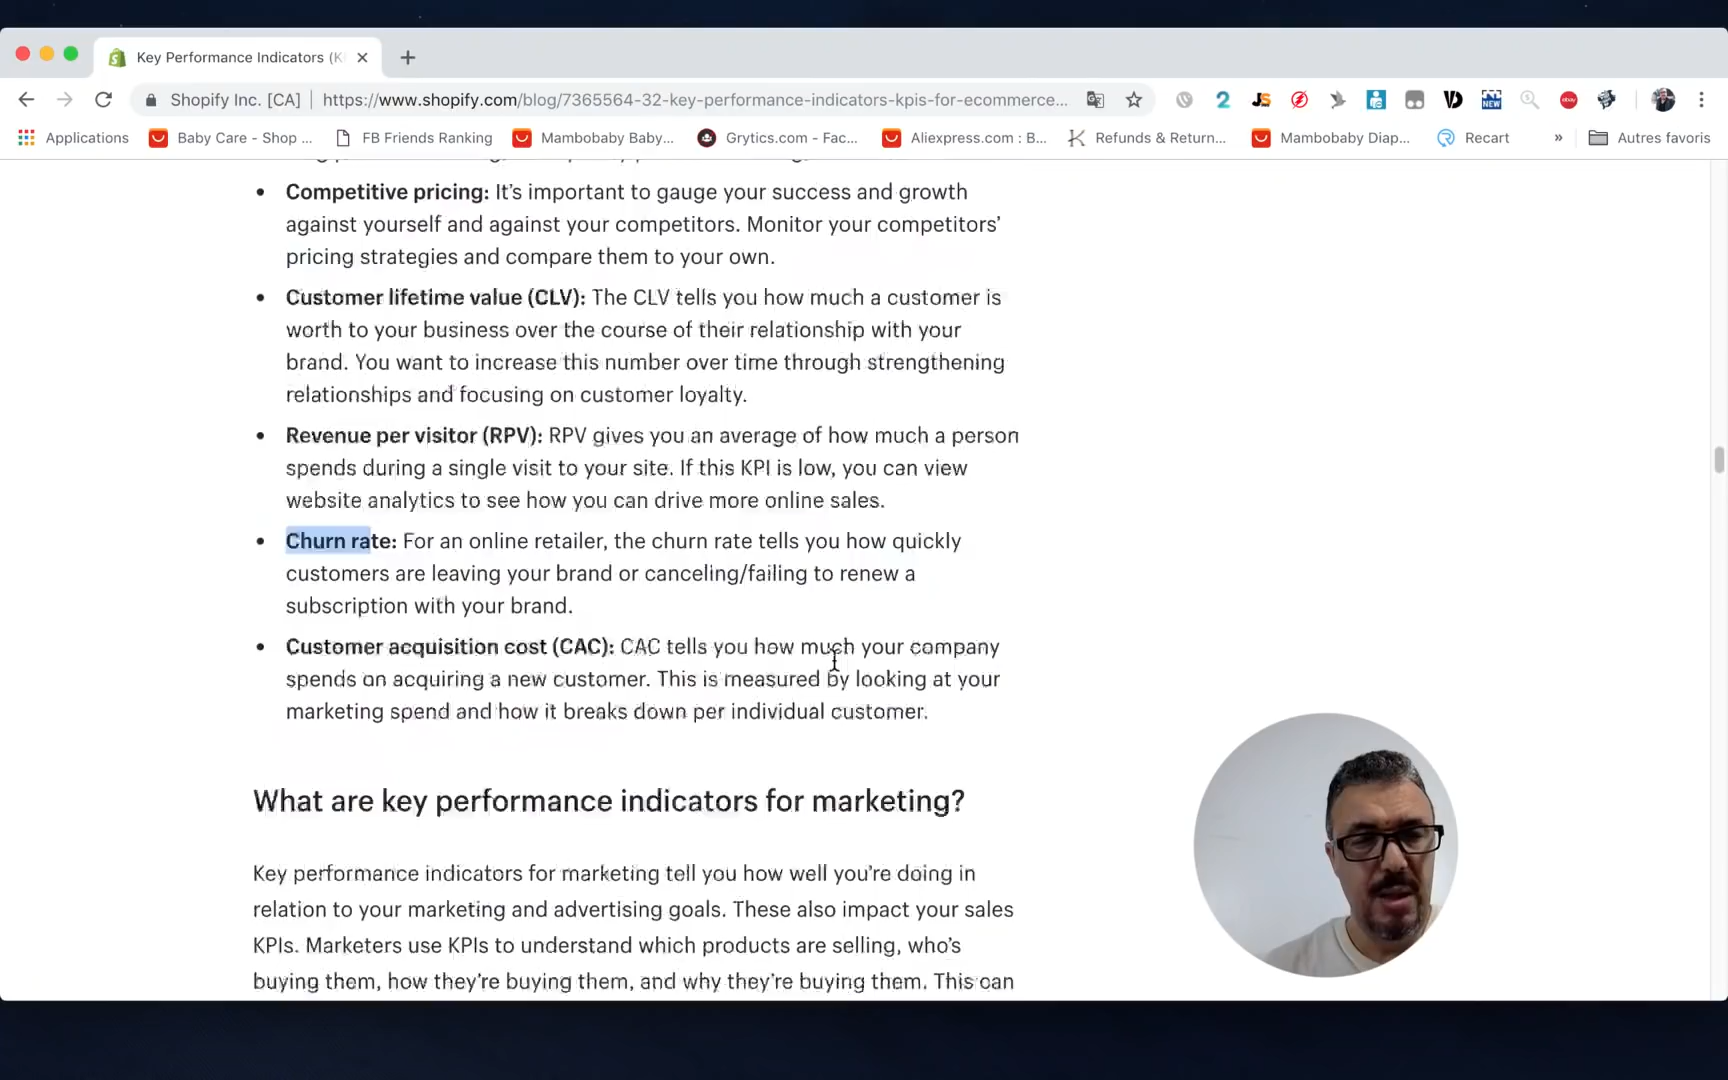 Key Performance Indicators (K
Shopify Inc. [CA] | https://www.shopify.com/blog/7365564-32-key-performance-indicators-kpis-for-ecommerce...
2 JS NEW ebay
Applications Baby Care - Shop ... FB Friends Ranking Mambobaby Baby... Grytics.com - Fac... Aliexpress.com : B... Refunds & Return... Mambobaby Diap... Recart » Autres favoris
• Competitive pricing: It’s important to gauge your success and growth
against yourself and against your competitors. Monitor your competitors’
pricing strategies and compare them to your own.
• Customer lifetime value (CLV): The CLV tells you how much a customer is
worth to your business over the course of their relationship with your
brand. You want to increase this number over time through strengthening
relationships and focusing on customer loyalty.
• Revenue per visitor (RPV): RPV gives you an average of how much a person
spends during a single visit to your site. If this KPI is low, you can view
website analytics to see how you can drive more online sales.
• Churn rate: For an online retailer, the churn rate tells you how quickly
customers are leaving your brand or canceling/failing to renew a
subscription with your brand.
• Customer acquisition cost (CAC): CAC tells you how much your company
spends on acquiring a new customer. This is measured by looking at your
marketing spend and how it breaks down per individual customer.
What are key performance indicators for marketing?
Key performance indicators for marketing tell you how well you’re doing in
relation to your marketing and advertising goals. These also impact your sales
KPIs. Marketers use KPIs to understand which products are selling, who’s
buying them, how they’re buying them, and why they’re buying them. This can